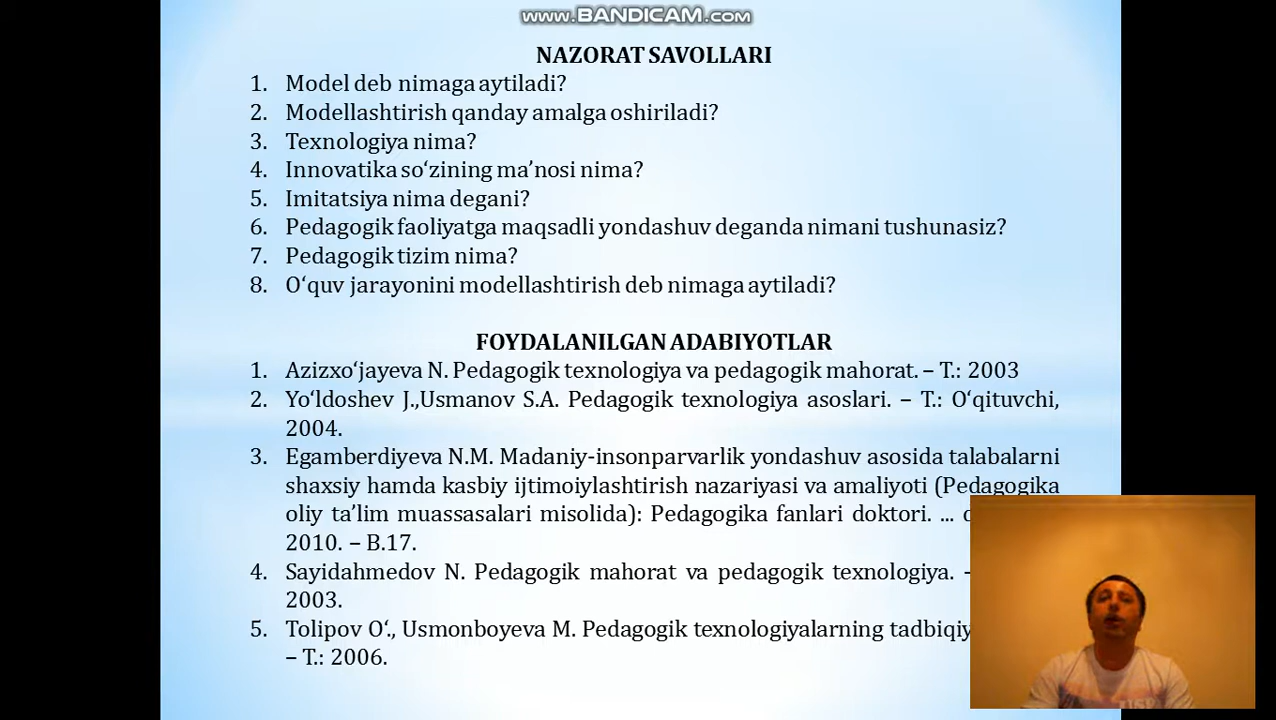 WWW.BANDICAM.COM
NAZORAT SAVOLLARI
1. Model deb nimaga aytiladi?
2. Modellashtirish qanday amalga oshiriladi?
3. Texnologiya nima?
4. Innovatika so‘zining ma’nosi nima?
5. Imitatsiya nima degani?
6. Pedagogik faoliyatga maqsadli yondashuv deganda nimani tushunasiz?
7. Pedagogik tizim nima?
8. O‘quv jarayonini modellashtirish deb nimaga aytiladi?
FOYDALANILGAN ADABIYOTLAR
1. Azizxo‘jayeva N. Pedagogik texnologiya va pedagogik mahorat. – T.: 2003
2. Yo‘ldoshev J.,Usmanov S.A. Pedagogik texnologiya asoslari. – T.: O‘qituvchi,
2004.
3. Egamberdiyeva N.M. Madaniy-insonparvarlik yondashuv asosida talabalarni
shaxsiy hamda kasbiy ijtimoiylashtirish nazariyasi va amaliyoti (Pedagogika
oliy ta’lim muassasalari misolida): Pedagogika fanlari doktori. ...
2010. – B.17.
4. Sayidahmedov N. Pedagogik mahorat va pedagogik texnologiya. –
2003.
5. Tolipov O‘., Usmonboyeva M. Pedagogik texnologiyalarning
– T.: 2006.